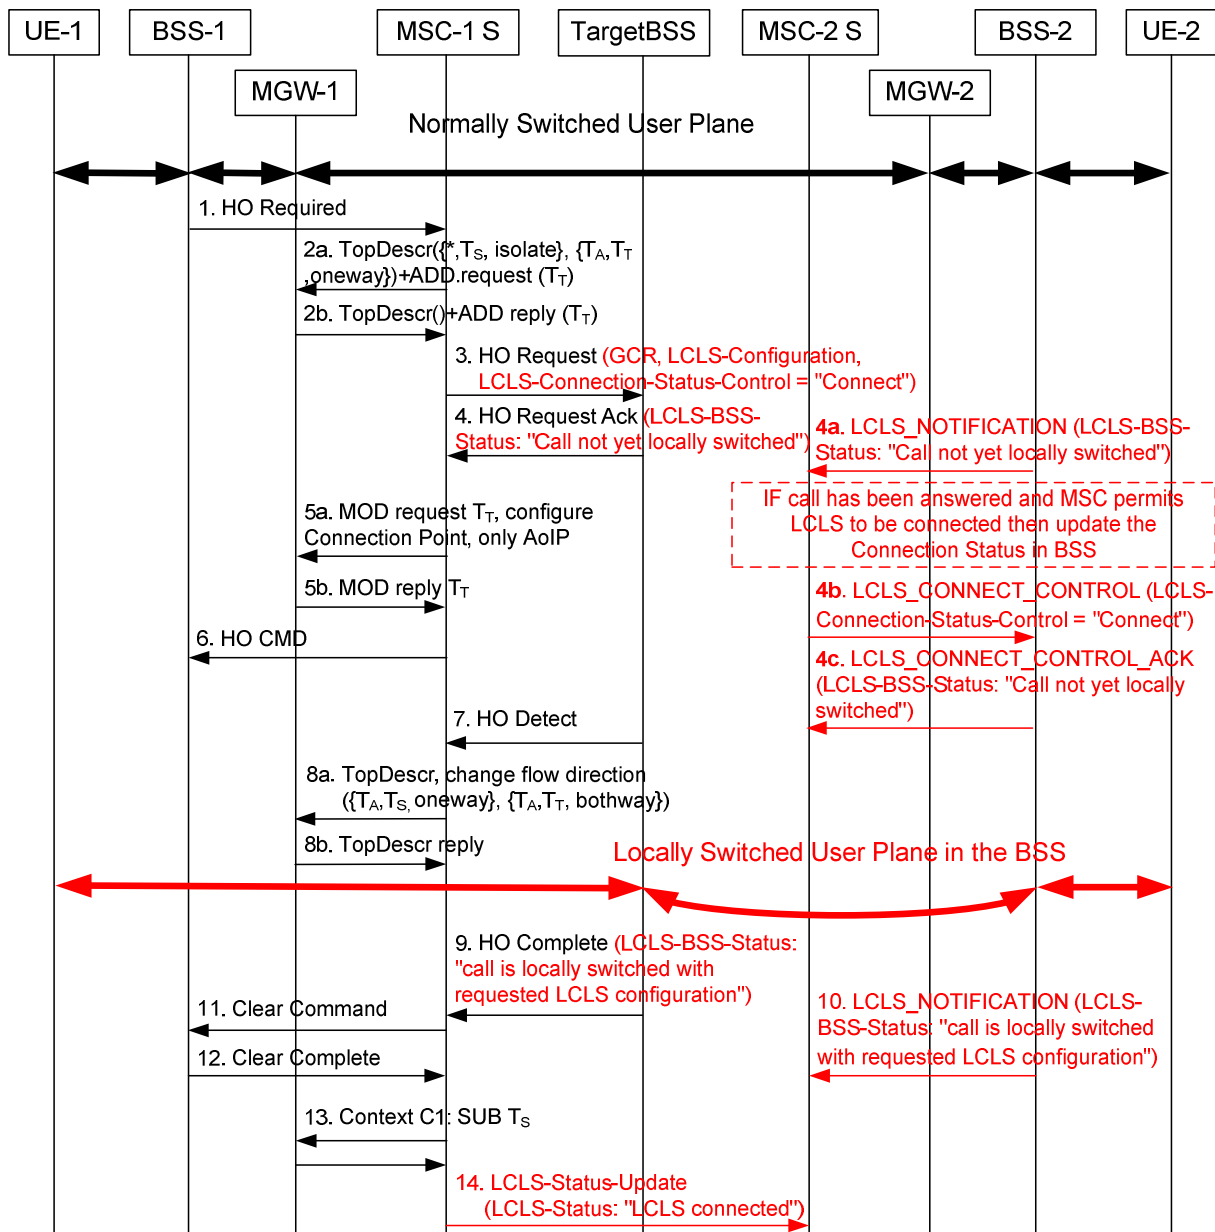 UE-1
BSS-1
MSC-1 S
TargetBSS
MSC-2 S
BSS-2
UE-2
MGW-1
MGW-2
Normally Switched User Plane
1. HO Required
2a. TopDescr({*,TS, isolate}, {TA,TT
,oneway})+ADD.request (TT)
2b. TopDescr()+ADD reply (TT)
3. HO Request (GCR, LCLS-Configuration,
LCLS-Connection-Status-Control = "Connect")
4. HO Request Ack (LCLS-BSS-
Status: "Call not yet locally switched")
4a. LCLS_NOTIFICATION (LCLS-BSS-
Status: "Call not yet locally switched")
IF call has been answered and MSC permits
LCLS to be connected then update the
Connection Status in BSS
5a. MOD request TT, configure
Connection Point, only AoIP
5b. MOD reply TT
4b. LCLS_CONNECT_CONTROL (LCLS-
Connection-Status-Control = "Connect")
6. HO CMD
4c. LCLS_CONNECT_CONTROL_ACK
(LCLS-BSS-Status: "Call not yet locally
switched")
7. HO Detect
8a. TopDescr, change flow direction
({TA,TS, oneway}, {TA,TT, bothway})
8b. TopDescr reply
Locally Switched User Plane in the BSS
9. HO Complete (LCLS-BSS-Status:
"call is locally switched with
requested LCLS configuration")
10. LCLS_NOTIFICATION (LCLS-
BSS-Status: "call is locally switched
with requested LCLS configuration")
11. Clear Command
12. Clear Complete
13. Context C1: SUB TS
14. LCLS-Status-Update
(LCLS-Status: "LCLS connected")